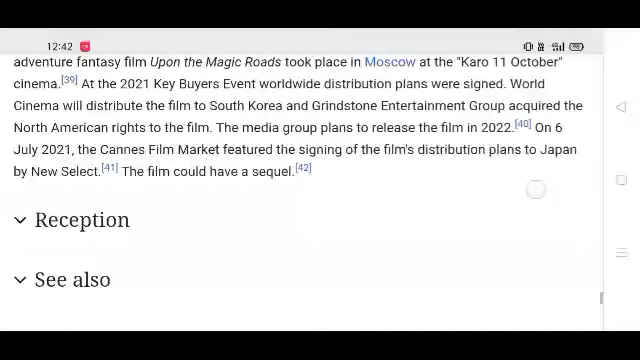 12:42
adventure fantasy film Upon the Magic Roads took place in Moscow at the "Karo 11 October"
cinema.[39] At the 2021 Key Buyers Event worldwide distribution plans were signed. World
Cinema will distribute the film to South Korea and Grindstone Entertainment Group acquired the
North American rights to the film. The media group plans to release the film in 2022.[40] On 6
July 2021, the Cannes Film Market featured the signing of the film's distribution plans to Japan
by New Select.[41] The film could have a sequel.[42]
Reception
See also